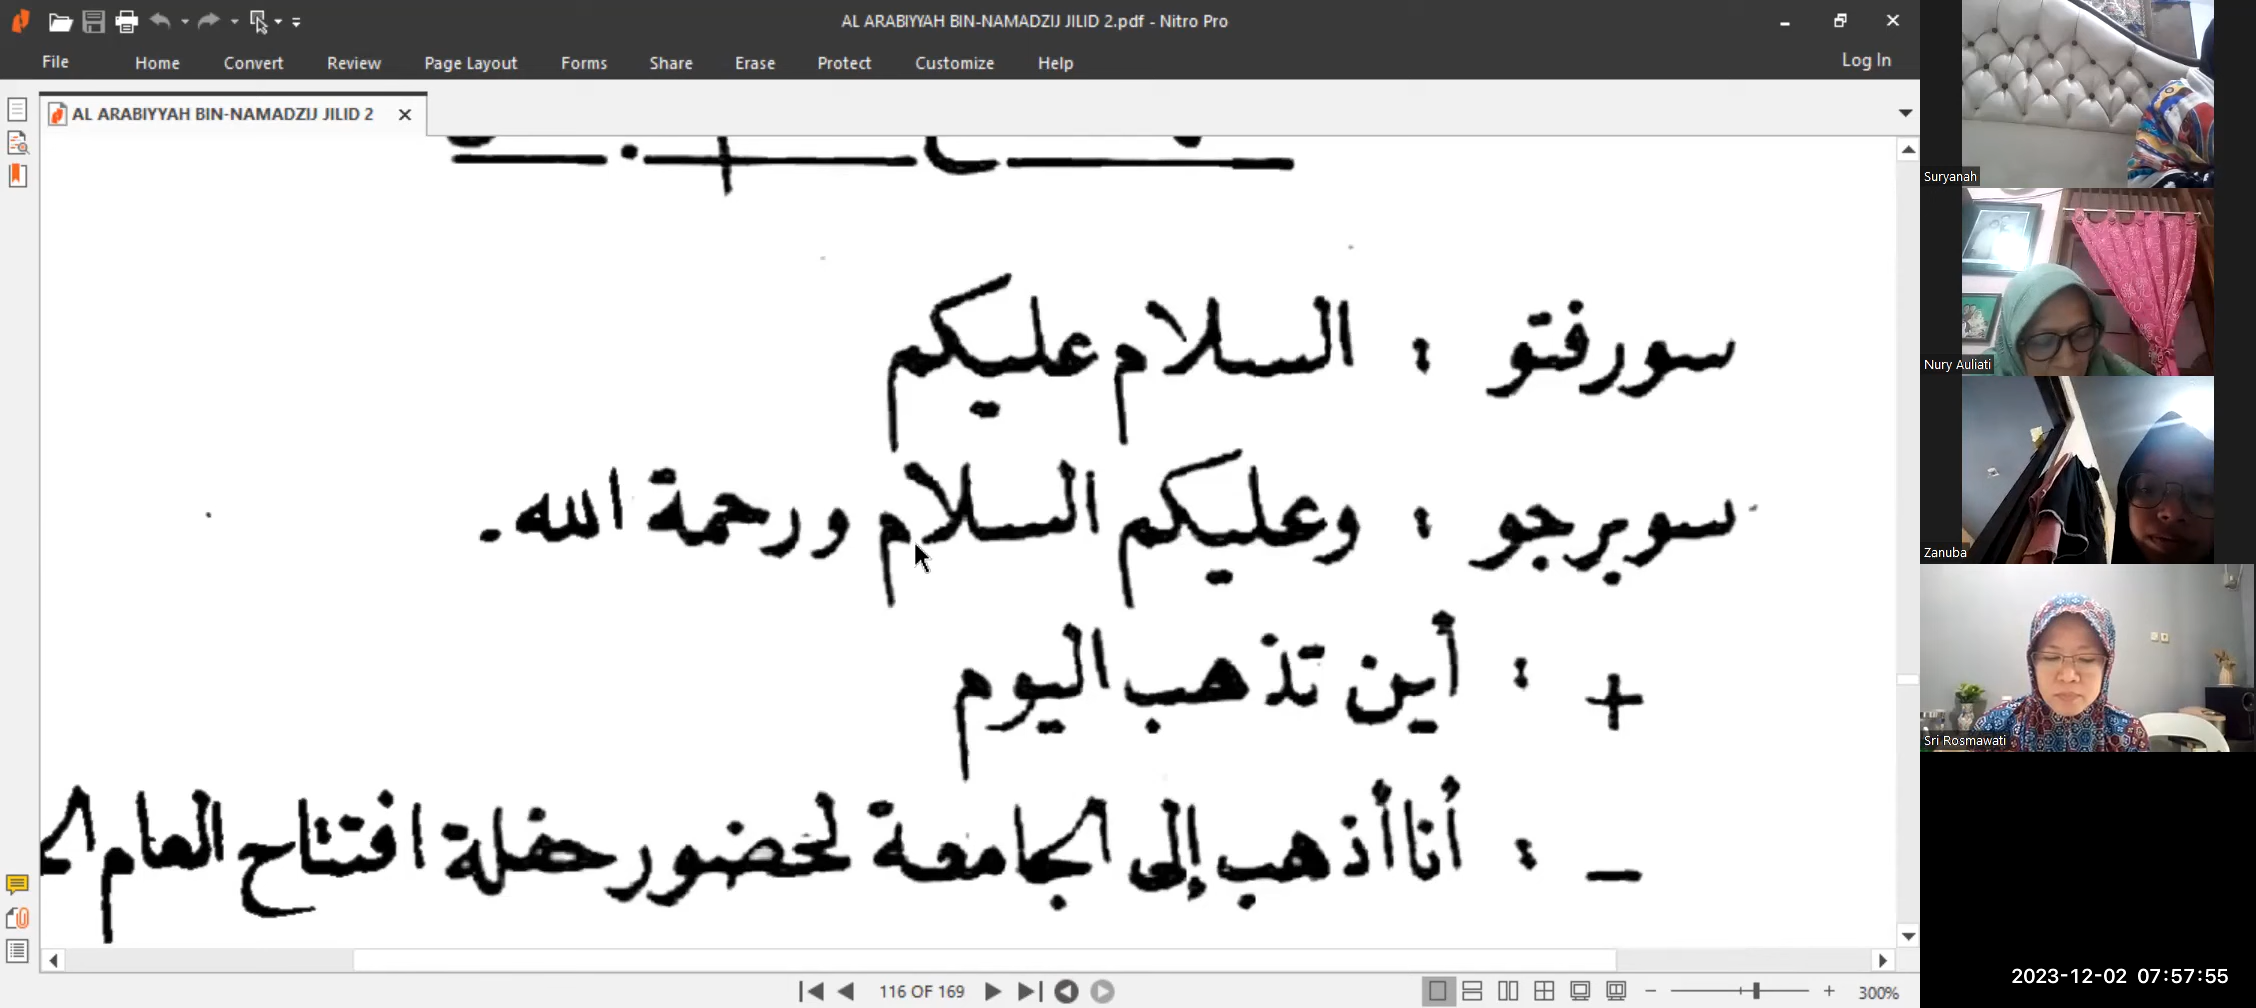 AL ARABIYYAH BIN-NAMADZIJ JILID 2.pdf - Nitro Pro
File Home Convert Review Page Layout Forms Share Erase Protect Customize Help Log In
AL ARABIYYAH BIN-NAMADZIJ JILID 2
سورفتو : السلام عليكم
سوبرجو : وعليكم السلام ورحمة الله .
+ : أين تذهب اليوم
- : أنا أذهب إلى الجامعة لحضور حفلة افتتاح العام
116 OF 169
300%
Suryanah
Nury Auliati
Zanuba
Sri Rosmawati
2023-12-02 07:57:55